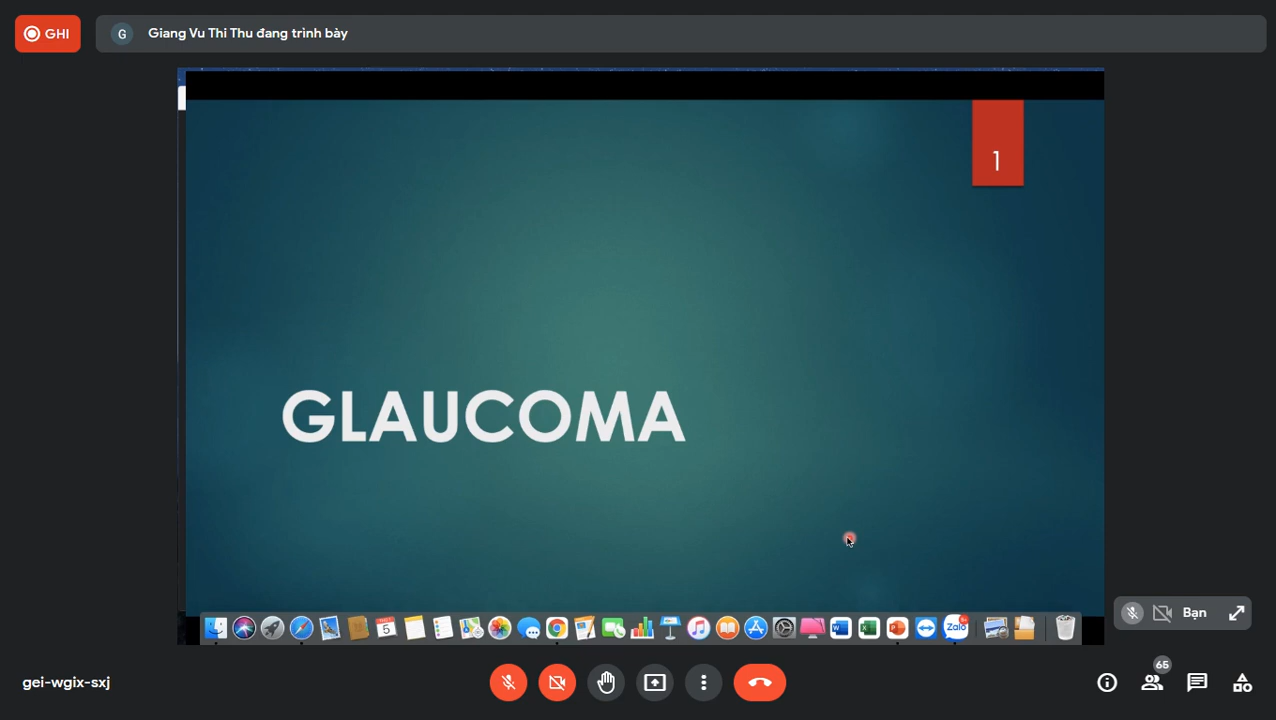 GHI
G
Giang Vu Thi Thu đang trình bày
1
GLAUCOMA
5
Zalo
Bạn
gei-wgix-sxj
65